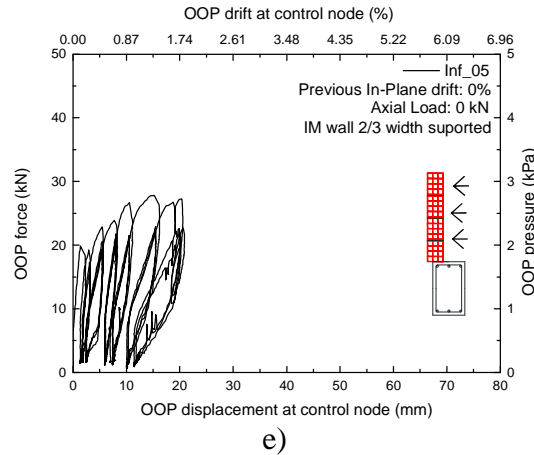 OOP drift at control node (%)
0.00 0.87 1.74 2.61 3.48 4.35 5.22 6.09 6.96
50 5
Inf_05
Previous In-Plane drift: 0%
Axial Load: 0 kN
IM wall 2/3 width suported
40 4
30 3
20 2
10 1
0 0
OOP force (kN)
OOP pressure (kPa)
0 10 20 30 40 50 60 70 80
OOP displacement at control node (mm)
e)